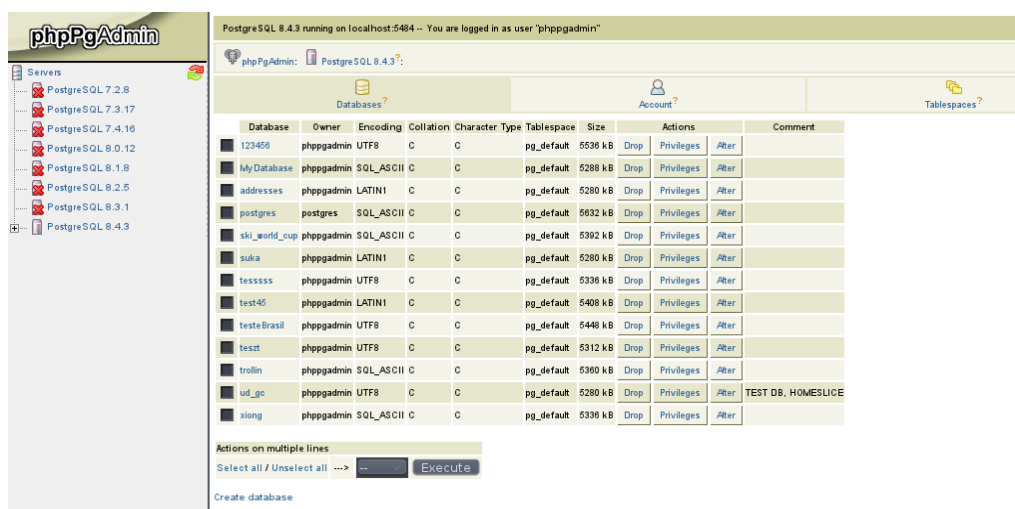 phpPgAdmin
Servers
PostgreSQL 7.2.8
PostgreSQL 7.3.17
PostgreSQL 7.4.16
PostgreSQL 8.0.12
PostgreSQL 8.1.8
PostgreSQL 8.2.5
PostgreSQL 8.3.1
PostgreSQL 8.4.3
PostgreSQL 8.4.3 running on localhost:5484 -- You are logged in as user "phppgadmin"
phpPgAdmin: PostgreSQL 8.4.3?:
Databases? Account? Tablespaces?
Database Owner Encoding Collation Character Type Tablespace Size Actions Comment
123456 phppgadmin UTF8 C C pg_default 5536 kB Drop Privileges Alter
MyDatabase phppgadmin SQL_ASCII C C pg_default 5288 kB Drop Privileges Alter
addresses phppgadmin LATIN1 C C pg_default 5280 kB Drop Privileges Alter
postgres postgres SQL_ASCII C C pg_default 5632 kB Drop Privileges Alter
ski_world_cup phppgadmin SQL_ASCII C C pg_default 5392 kB Drop Privileges Alter
suka phppgadmin LATIN1 C C pg_default 5280 kB Drop Privileges Alter
tesssss phppgadmin UTF8 C C pg_default 5336 kB Drop Privileges Alter
test45 phppgadmin LATIN1 C C pg_default 5408 kB Drop Privileges Alter
testeBrasil phppgadmin UTF8 C C pg_default 5448 kB Drop Privileges Alter
teszt phppgadmin UTF8 C C pg_default 5312 kB Drop Privileges Alter
trollin phppgadmin SQL_ASCII C C pg_default 5360 kB Drop Privileges Alter
ud_gc phppgadmin UTF8 C C pg_default 5280 kB Drop Privileges Alter TEST DB, HOMESLICE
xiong phppgadmin SQL_ASCII C C pg_default 5336 kB Drop Privileges Alter
Actions on multiple lines
Select all / Unselect all ---> -- Execute
Create database